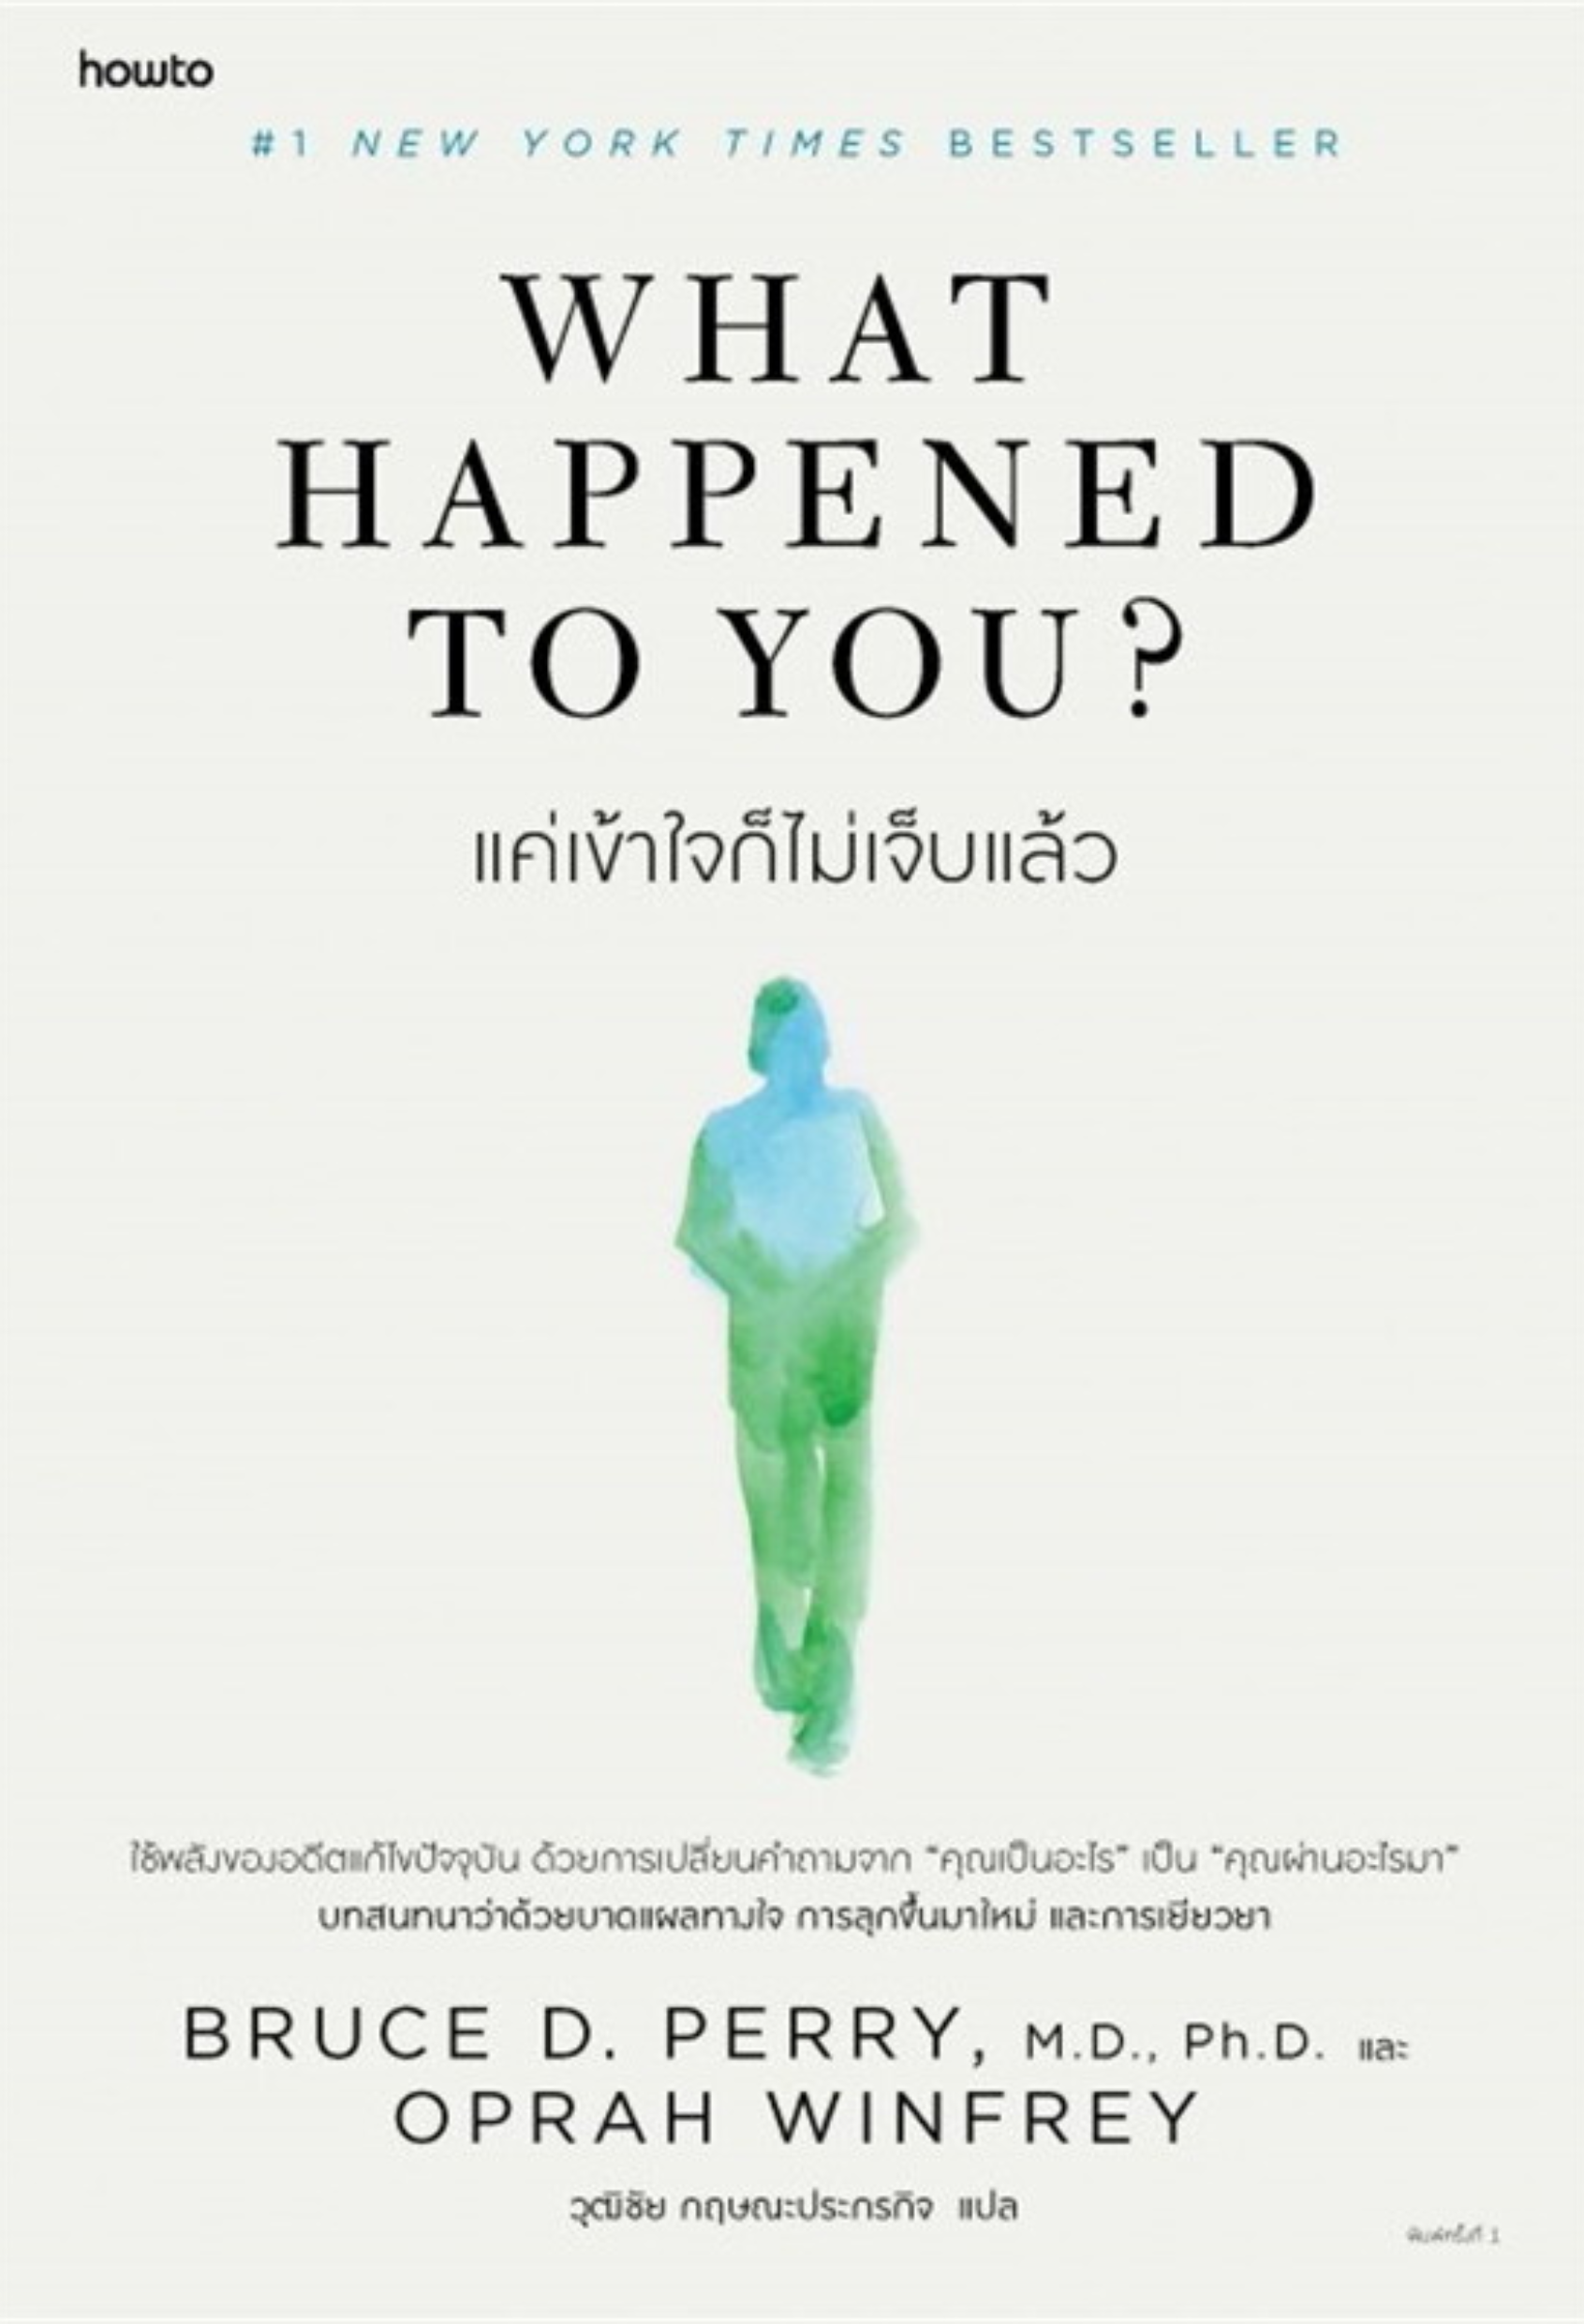 howto
#1 NEW YORK TIMES BESTSELLER
WHAT
HAPPENED
TO YOU?
แค่เข้าใจก็ไม่เจ็บแล้ว
ใช้พลังของอดีตแก้ไขปัจจุบัน ด้วยการเปลี่ยนคำถามจาก “คุณเป็นอะไร” เป็น “คุณผ่านอะไรมา”
บทสนทนาว่าด้วยบาดแผลทางใจ การลุกขึ้นมาใหม่ และการเยียวยา
BRUCE D. PERRY, M.D., Ph.D. และ
OPRAH WINFREY
วุฒิชัย กฤษณะประกรกิจ แปล
พิมพ์ครั้งที่ 1